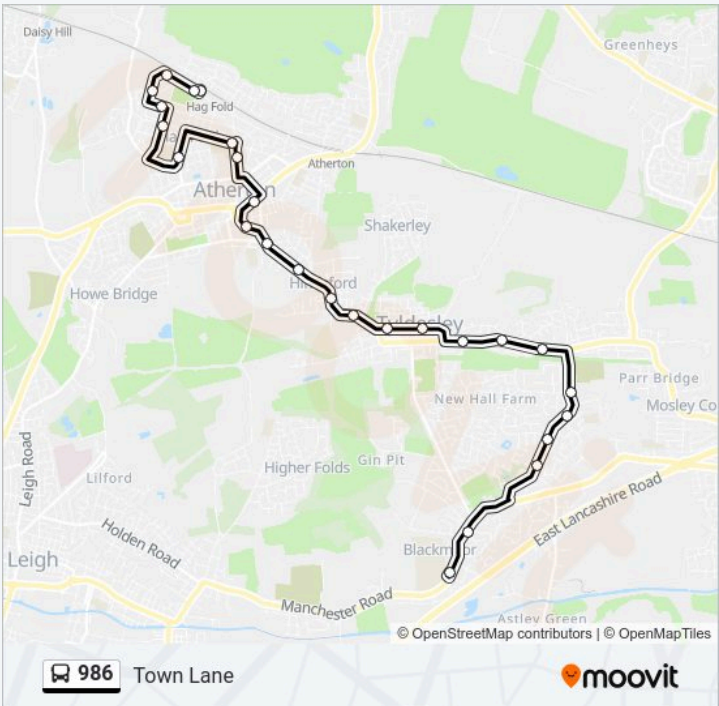 Daisy Hill
Greenheys
Hag Fold
Atherton
Atherton
Shakerley
Howe Bridge
Tyldesley
Parr Bridge
New Hall Farm
Mosley Co
Leigh Road
Lilford
Higher Folds
Gin Pit
East Lancashire Road
Holden Road
Leigh
Manchester Road
Astley Green
© OpenStreetMap contributors | © OpenMapTiles
986 Town Lane
moovit